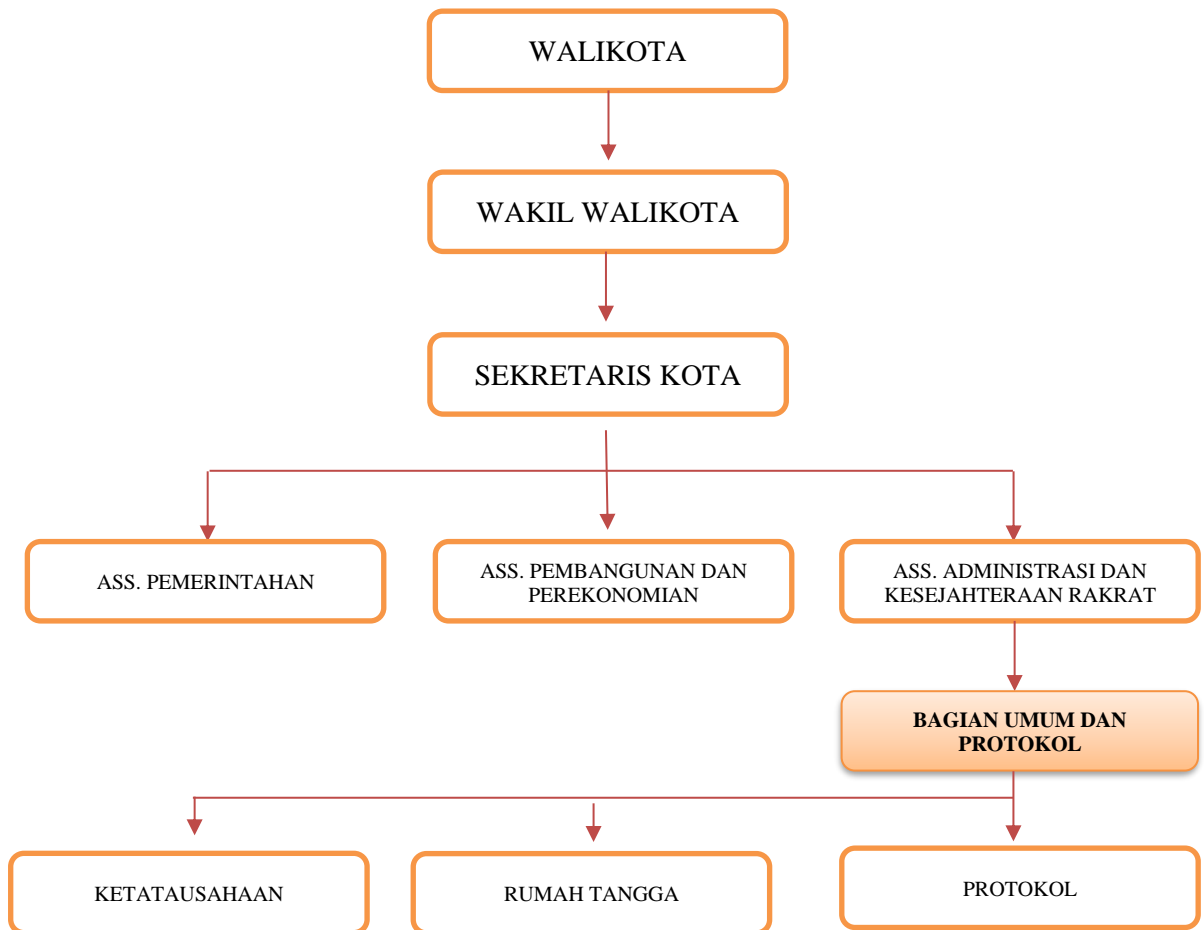 WALIKOTA
WAKIL WALIKOTA
SEKRETARIS KOTA
ASS. PEMERINTAHAN
ASS. PEMBANGUNAN DAN
PEREKONOMIAN
ASS. ADMINISTRASI DAN
KESEJAHTERAAN RAKRAT
BAGIAN UMUM DAN
PROTOKOL
KETATAUSAHAAN
RUMAH TANGGA
PROTOKOL